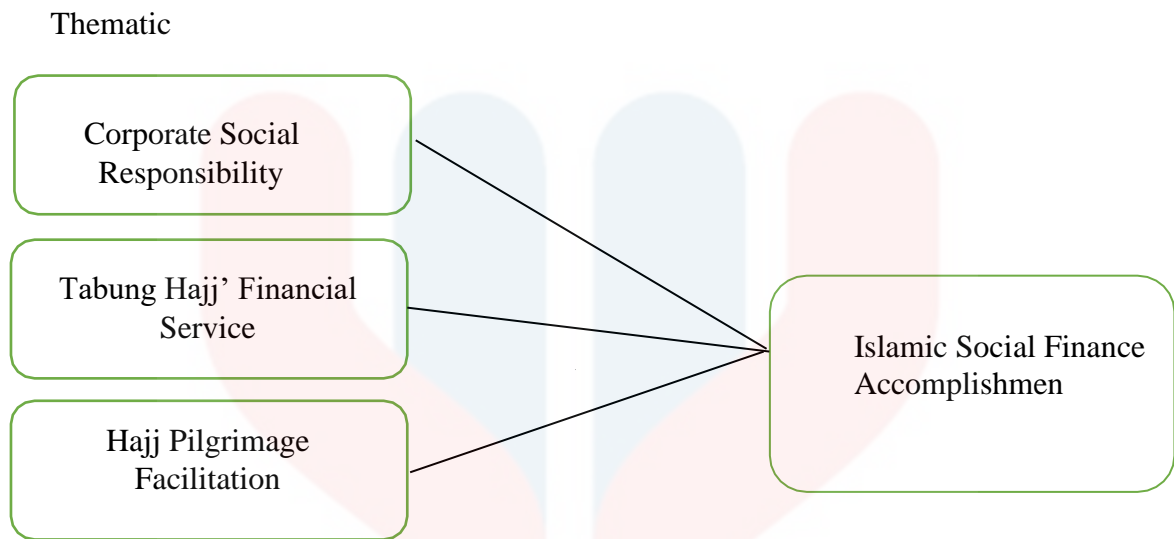 Thematic
Corporate Social
Responsibility
Tabung Hajj’ Financial
Service
Hajj Pilgrimage
Facilitation
Islamic Social Finance
Accomplishmen